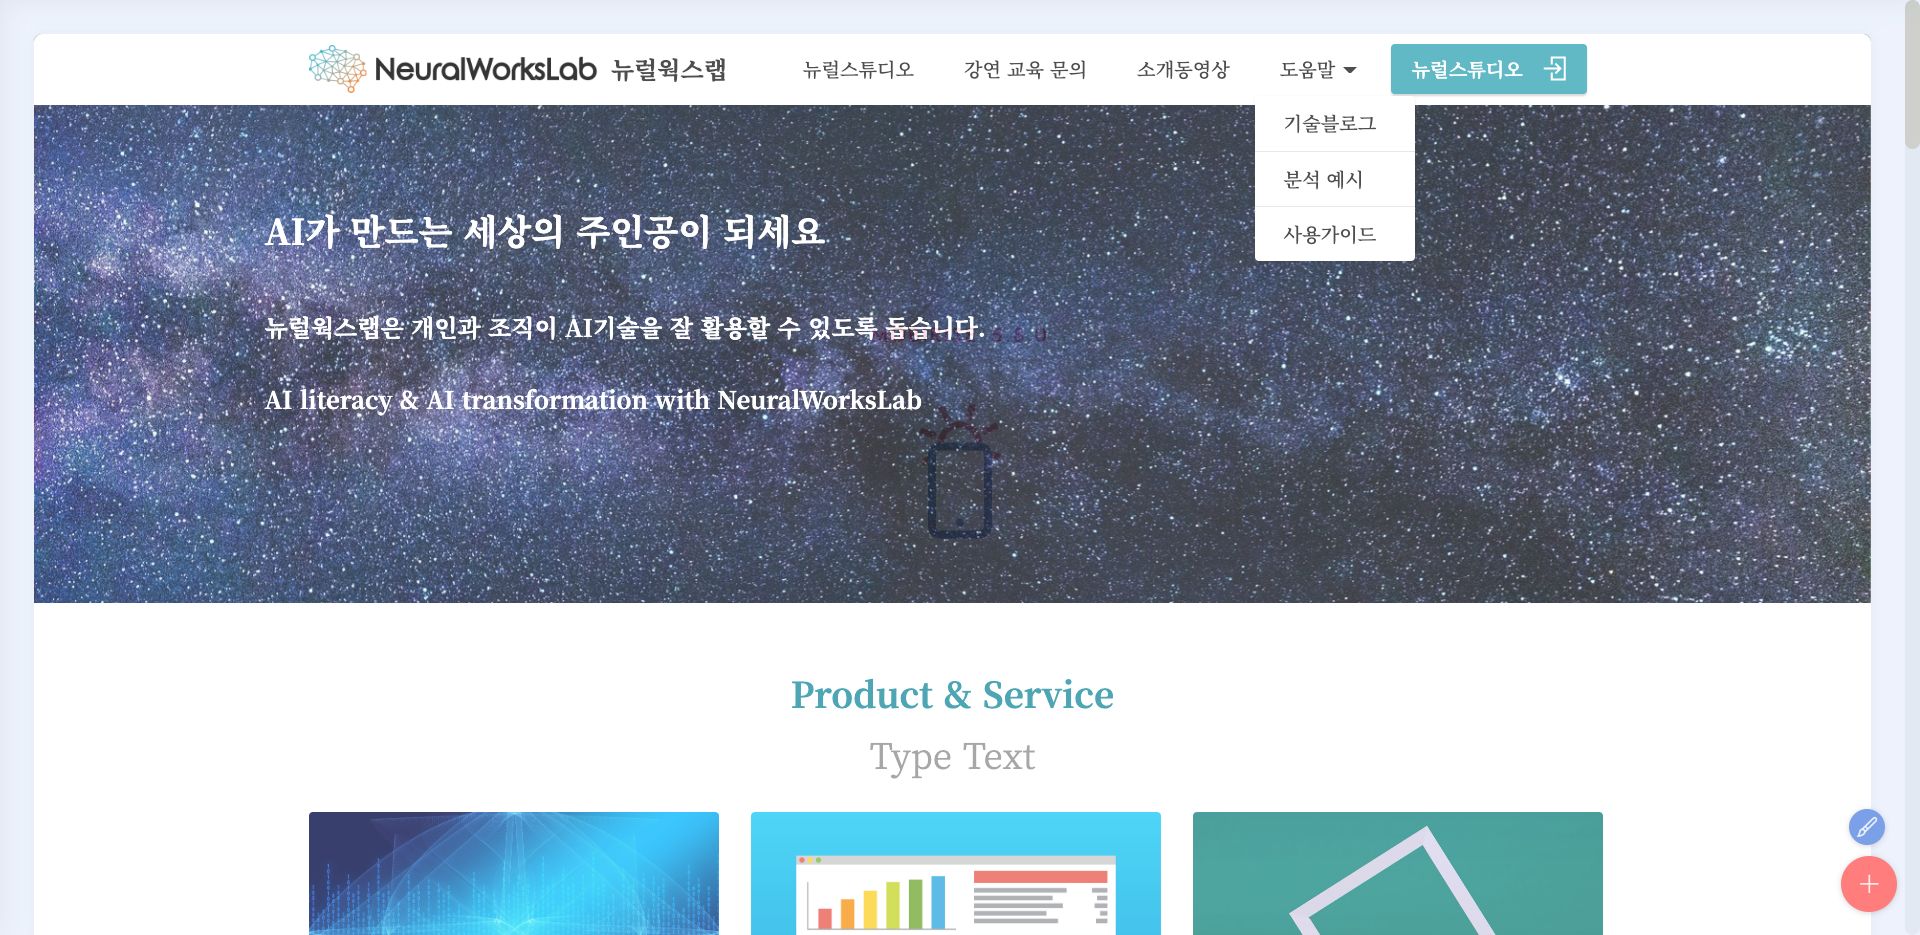 NeuralWorksLab 뉴럴웍스랩
뉴럴스튜디오
강연 교육 문의
소개동영상
도움말
뉴럴스튜디오
기술블로그
분석 예시
사용가이드
AI가 만드는 세상의 주인공이 되세요
뉴럴웍스랩은 개인과 조직이 AI기술을 잘 활용할 수 있도록 돕습니다.
AI literacy & AI transformation with NeuralWorksLab
Product & Service
Type Text